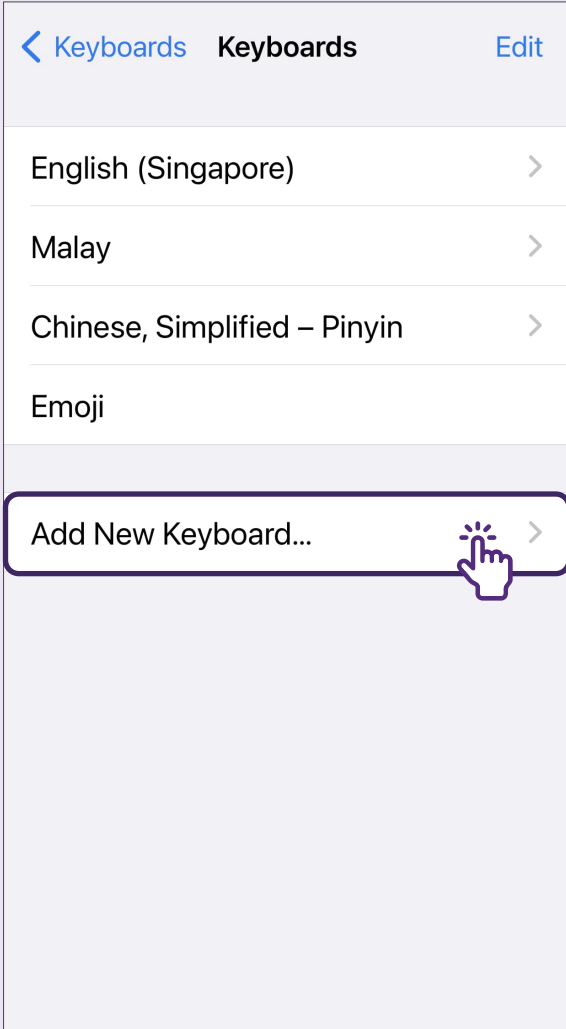 Keyboards Keyboards Edit
English (Singapore)
Malay
Chinese, Simplified – Pinyin
Emoji
Add New Keyboard...